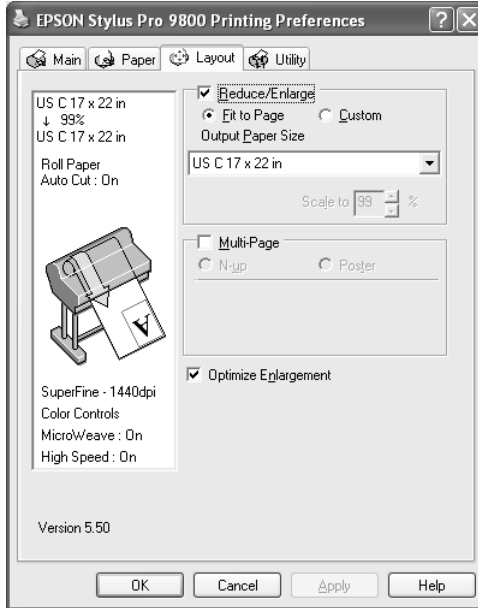 EPSON Stylus Pro 9800 Printing Preferences
Main
Paper
Layout
Utility
US C 17 x 22 in
↓ 99%
US C 17 x 22 in
Roll Paper
Auto Cut : On
A
SuperFine - 1440dpi
Color Controls
MicroWeave : On
High Speed : On
Version 5.50
Reduce/Enlarge
Fit to Page
Custom
Output Paper Size
US C 17 x 22 in
Scale to 99 %
Multi-Page
N-up
Poster
Optimize Enlargement
OK
Cancel
Apply
Help